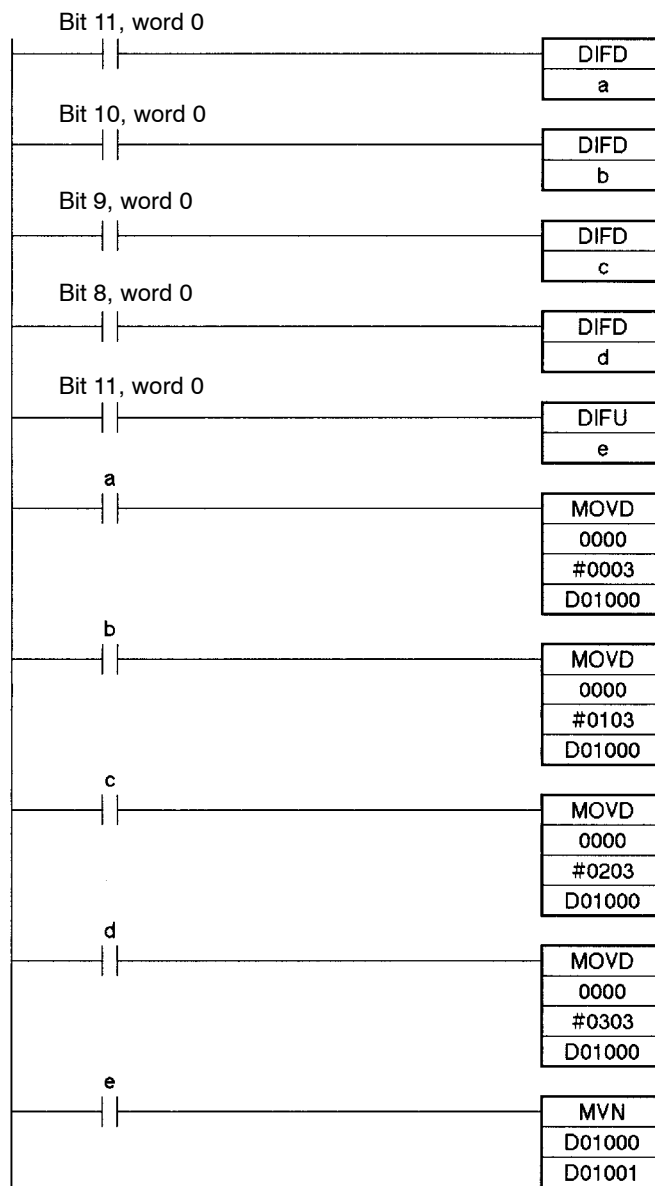 Bit 11, word 0
DIFD
a
Bit 10, word 0
DIFD
b
Bit 9, word 0
DIFD
c
Bit 8, word 0
DIFD
d
Bit 11, word 0
DIFU
e
a
MOVD
0000
#0003
D01000
b
MOVD
0000
#0103
D01000
c
MOVD
0000
#0203
D01000
d
MOVD
0000
#0303
D01000
e
MVN
D01000
D01001